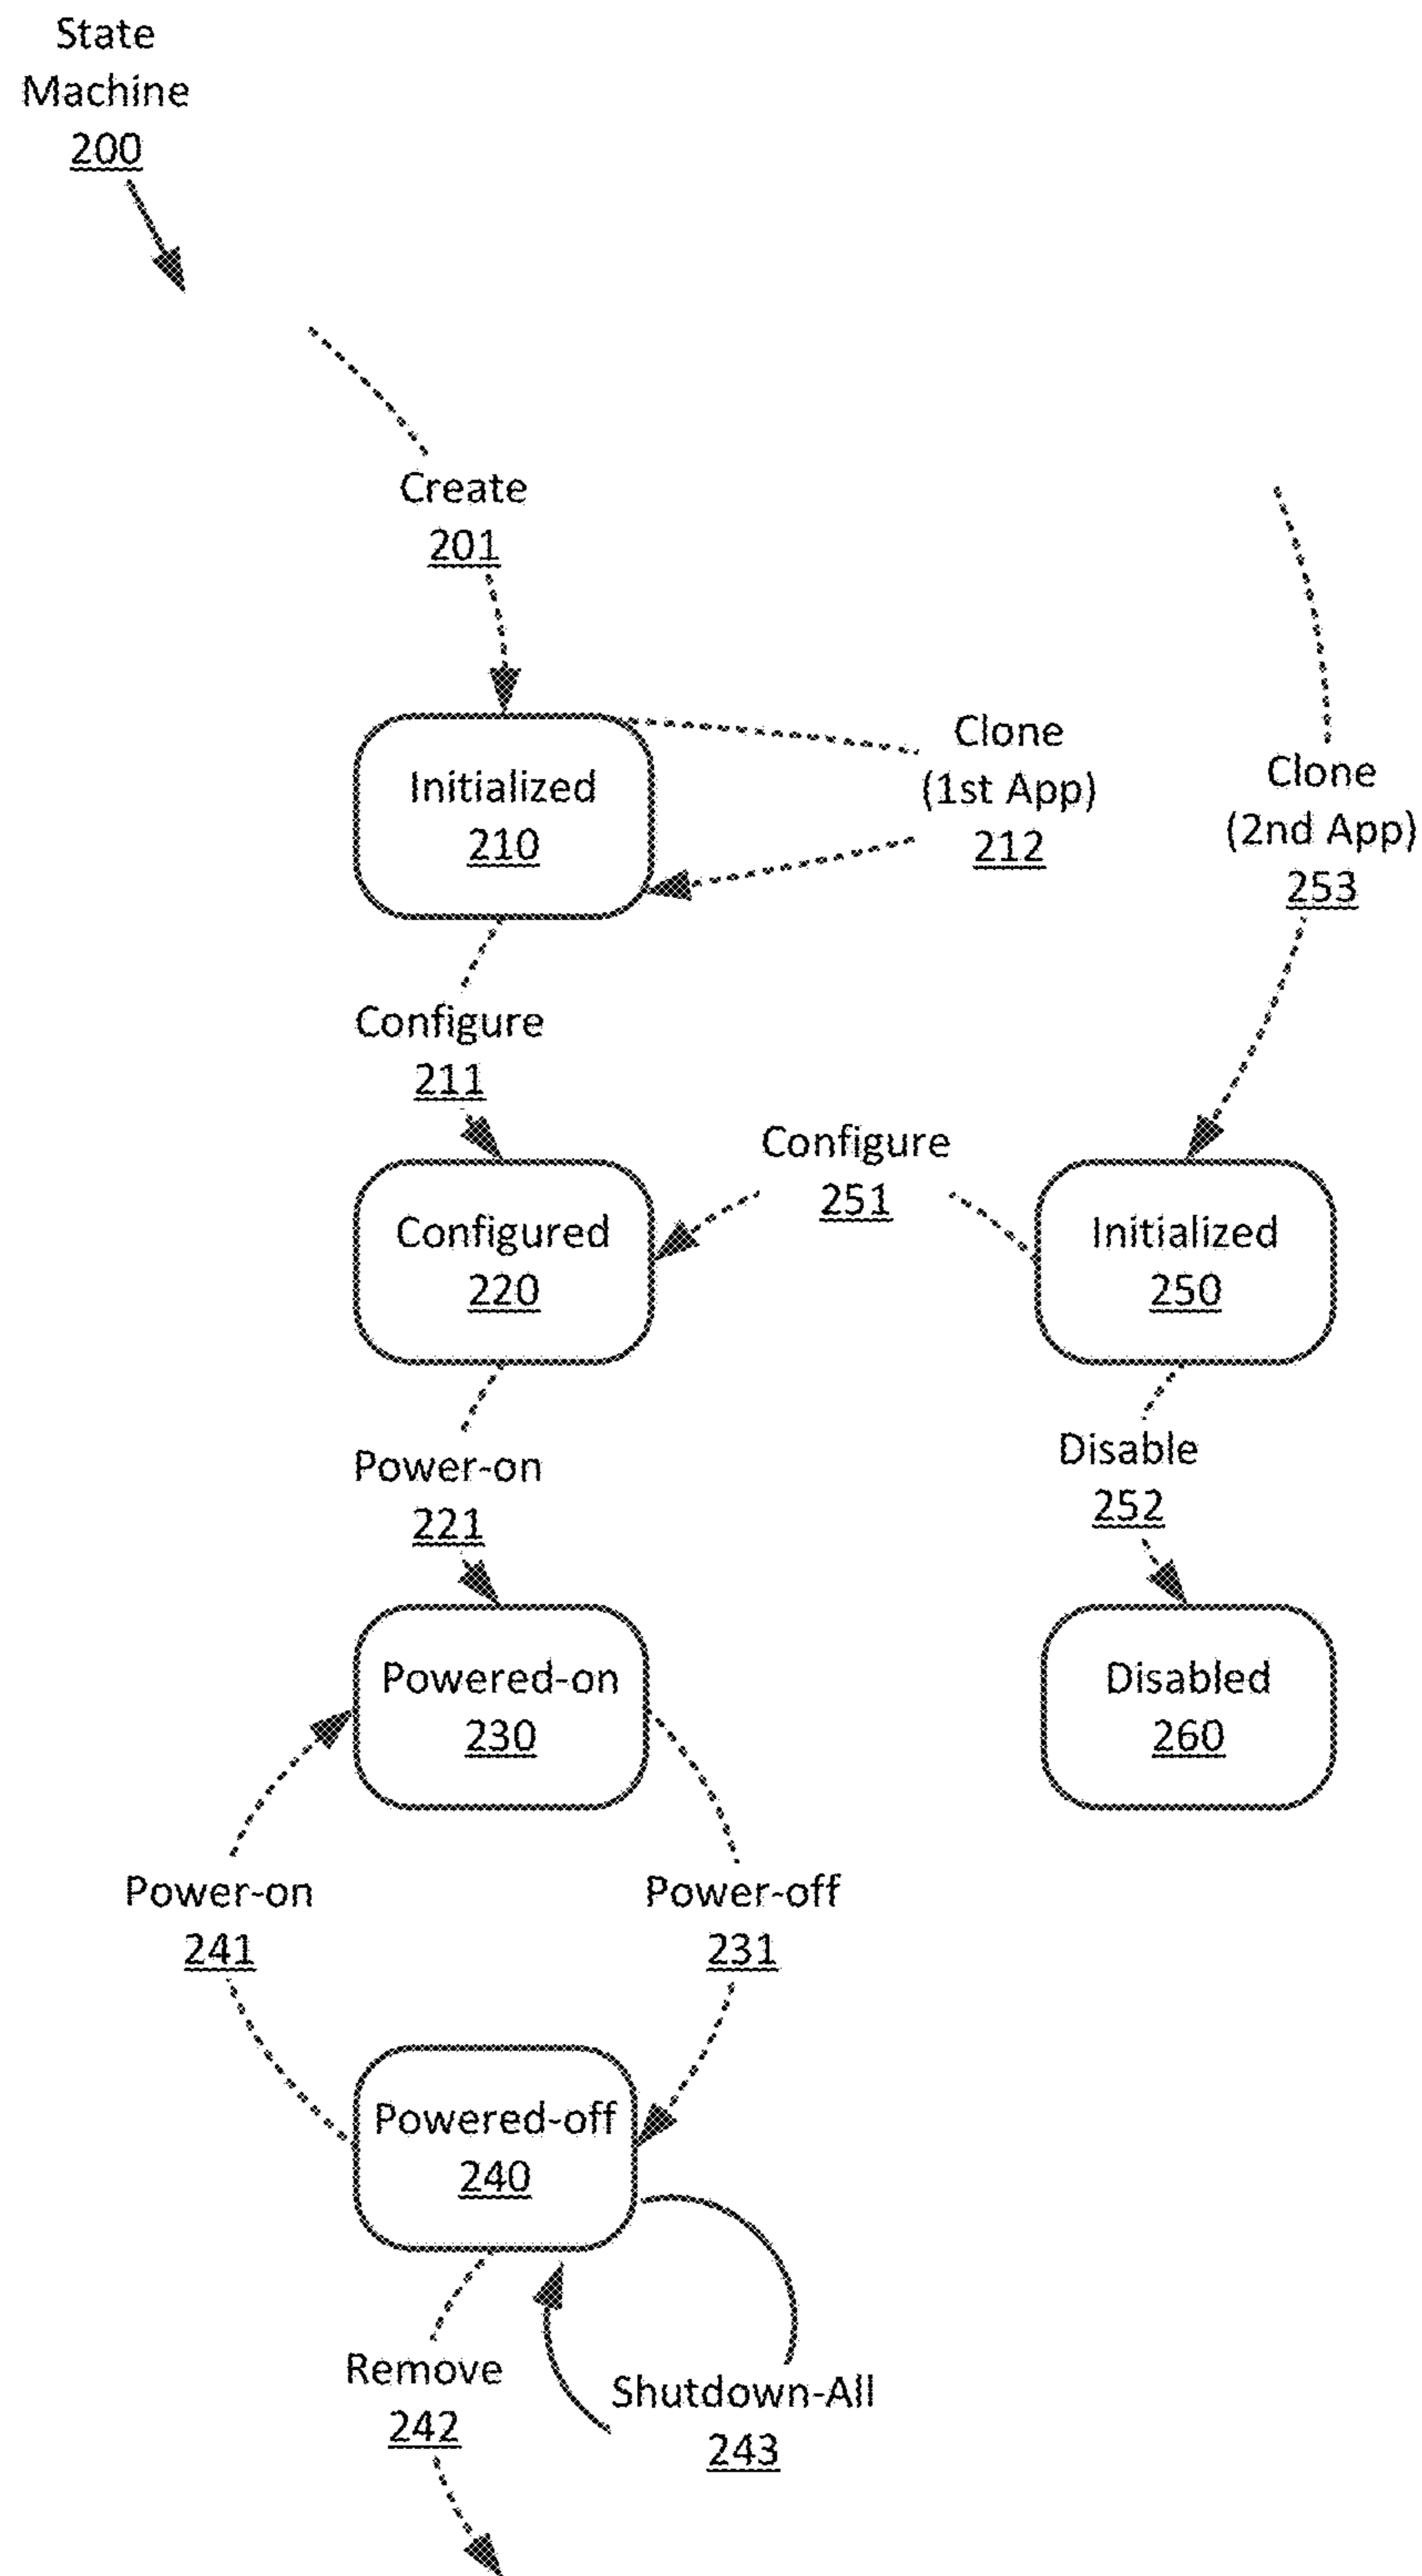 State
Machine
200
Create
201
Initialized
210
Clone
(1st App)
212
Clone
(2nd App)
253
Configure
211
Configure
251
Configured
220
Initialized
250
Power-on
221
Disable
252
Powered-on
230
Disabled
260
Power-on
241
Power-off
231
Powered-off
240
Remove
242
Shutdown-All
243